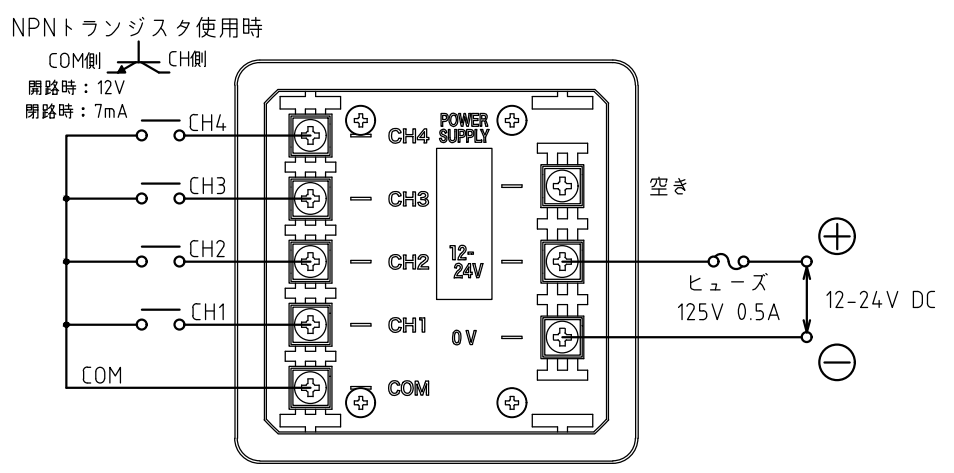 NPNトランジスタ使用時
COM側 CH側
開路時：12V
閉路時：7mA
CH4
CH3
CH2
CH1
COM
CH4
CH3
CH2
CH1
COM
POWER
SUPPLY
12-
24V
0V
空き
ヒューズ
125V 0.5A
+
12-24V DC
−